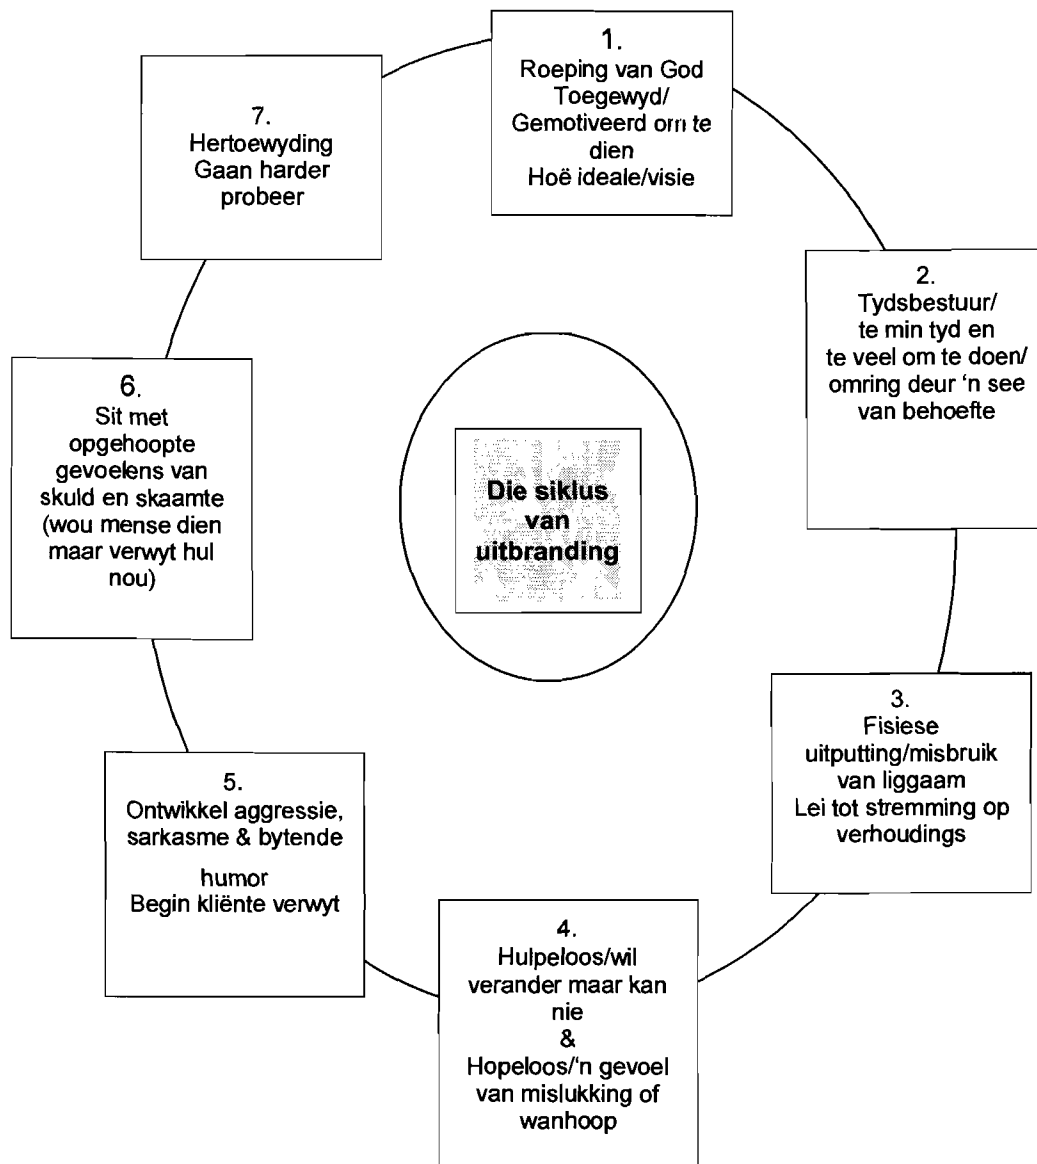 1.
Roeping van God
Toegewyd/
Gemotiveerd om te
dien
Hoë ideale/visie
2.
Tydsbestuur/
te min tyd en
te veel om te doen/
omring deur ‘n see
van behoefte
3.
Fisiese
uitputting/misbruik
van liggaam
Lei tot stremming op
verhoudings
4.
Hulpeloos/wil
verander maar kan
nie
&
Hopeloos/‘n gevoel
van mislukking of
wanhoop
5.
Ontwikkel aggressie,
sarkasme & bytende
humor
Begin kliënte verwyt
6.
Sit met
opgehoopte
gevoelens van
skuld en skaamte
(wou mense dien
maar verwyt hul
nou)
7.
Hertoewyding
Gaan harder
probeer
Die siklus
van
uitbranding